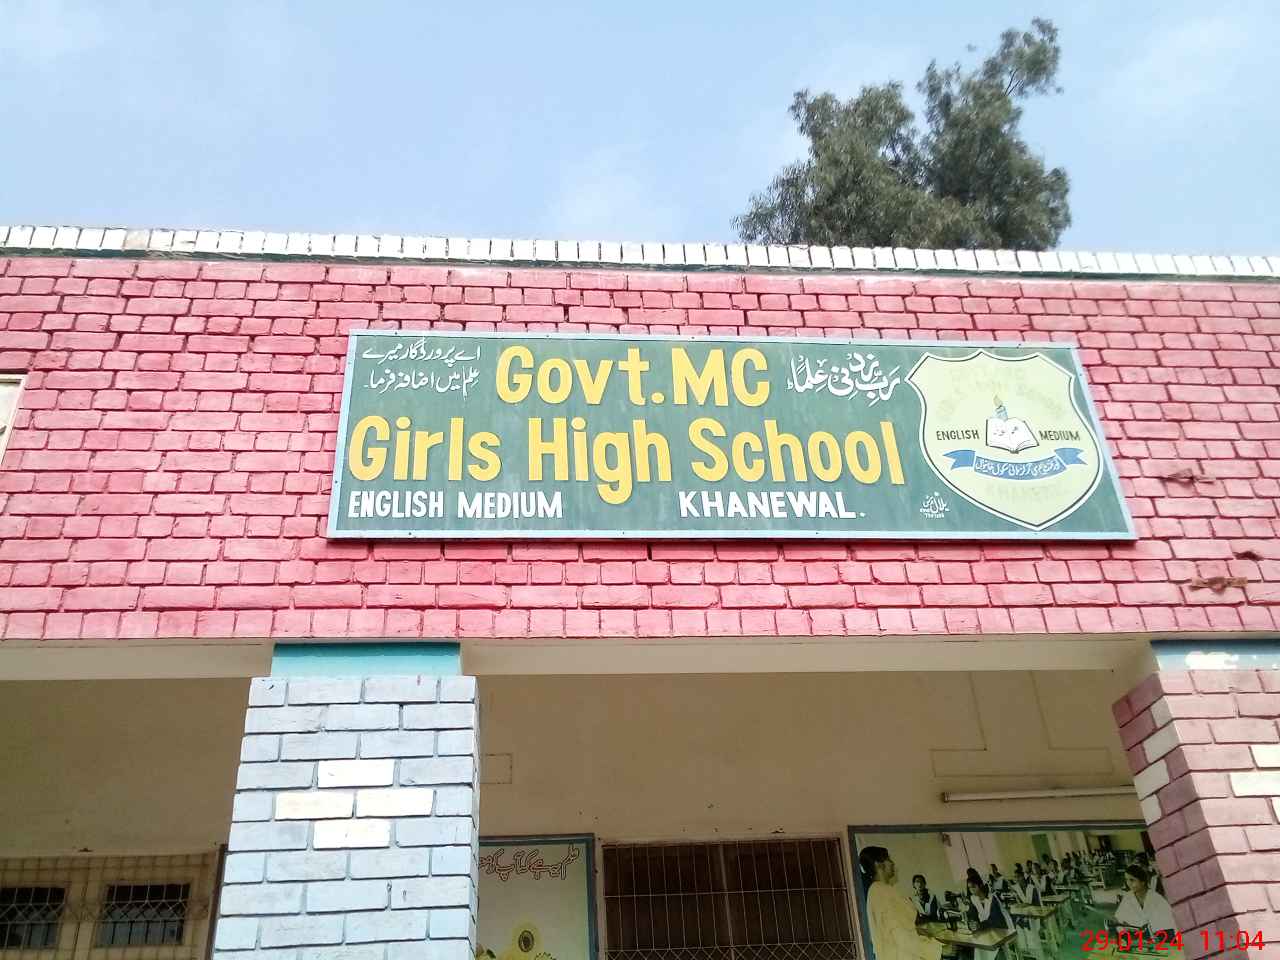 اے پروردگار میرے
علم میں اضافہ فرما۔
Govt. MC
رَبِّ زِدْنِی عِلْمًا
Girls High School
ENGLISH MEDIUM
KHANEWAL.
ENGLISH
MEDIUM
29-01-24 11:04